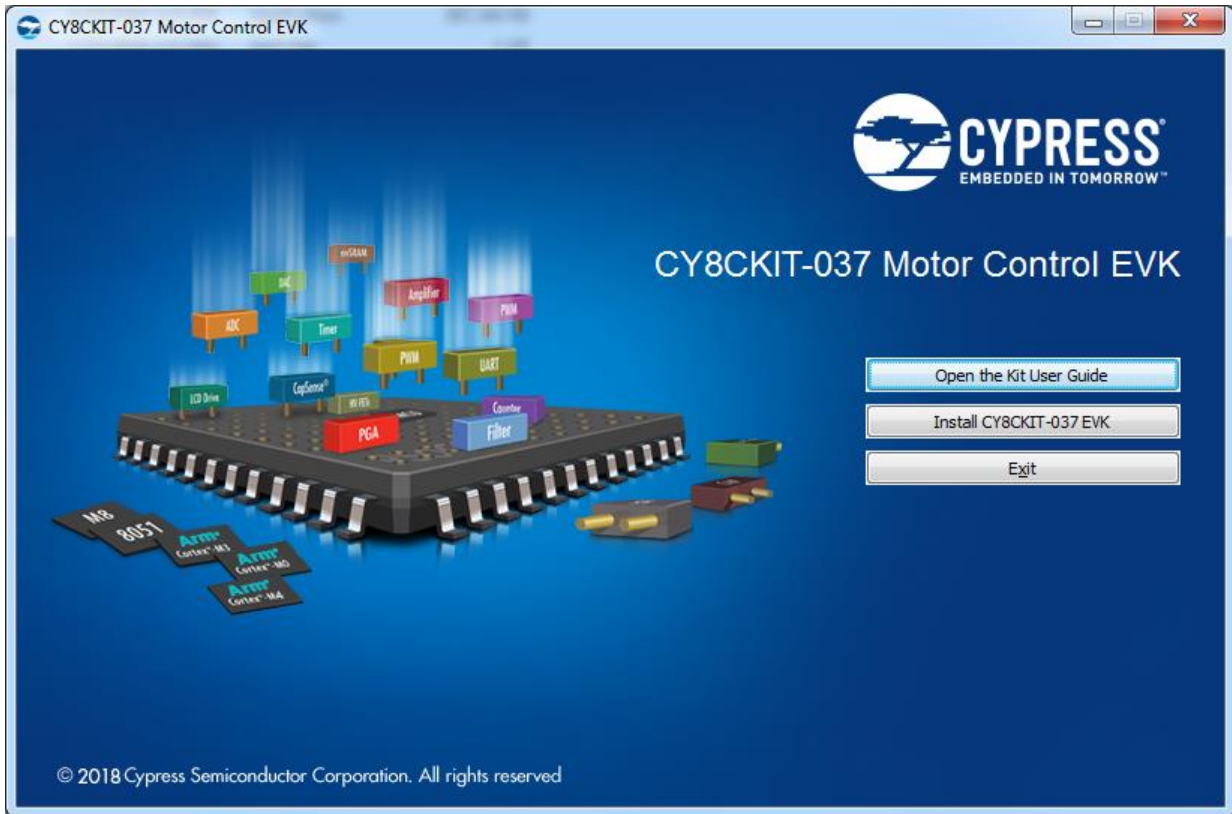 CY8CKIT-037 Motor Control EVK
CYPRESS®
EMBEDDED IN TOMORROW™
CY8CKIT-037 Motor Control EVK
nvSRAM
DAC
Amplifier
PWM
ADC
Timer
PWM
UART
LCD Drive
CapSense®
HV FETs
Counter
PGA
Filter
Open the Kit User Guide
Install CY8CKIT-037 EVK
Exit
M8
8051
Arm®
Cortex®-M3
Arm®
Cortex®-M0
Arm®
Cortex®-M4
© 2018 Cypress Semiconductor Corporation. All rights reserved